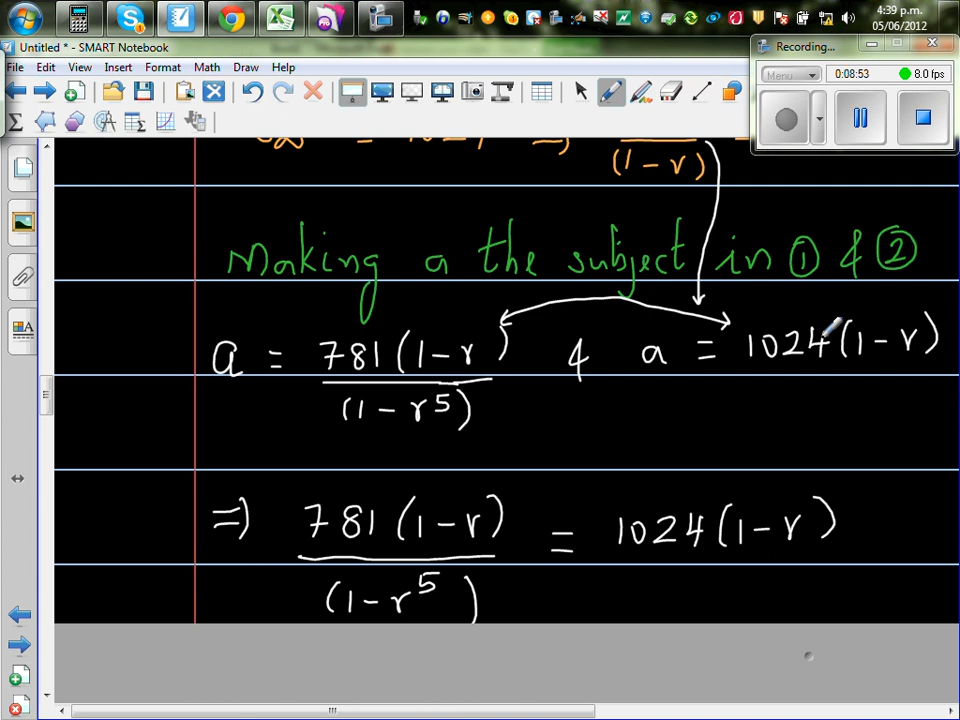 4:39 p.m.
05/06/2012
Untitled * - SMART Notebook
Recording...
File Edit View Insert Format Math Draw Help
Menu 0:08:53 8.0 fps
(1 - r)
Making a the subject in ① & ②
a = 781(1-r) & a = 1024(1-r)
(1 - r⁵)
=> 781(1-r) = 1024(1-r)
(1-r⁵)